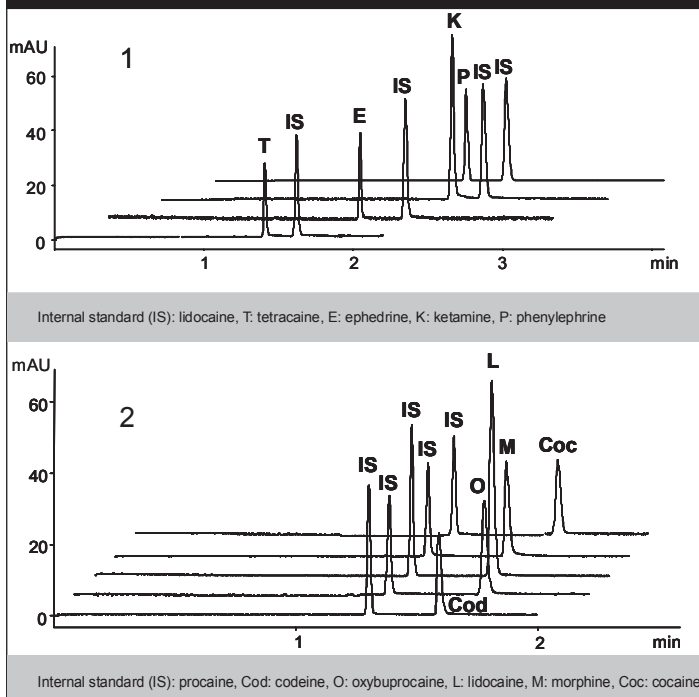 K
mAU
1
60
P IS IS
IS
40
E
IS
T
20
0
1 2 3 min
Internal standard (IS): lidocaine, T: tetracaine, E: ephedrine, K: ketamine, P: phenylephrine
mAU
L
60
2
IS
IS
40
IS
IS
IS
M
Coc
O
20
Cod
0
1 2 min
Internal standard (IS): procaine, Cod: codeine, O: oxybuprocaine, L: lidocaine, M: morphine, Coc: cocaine